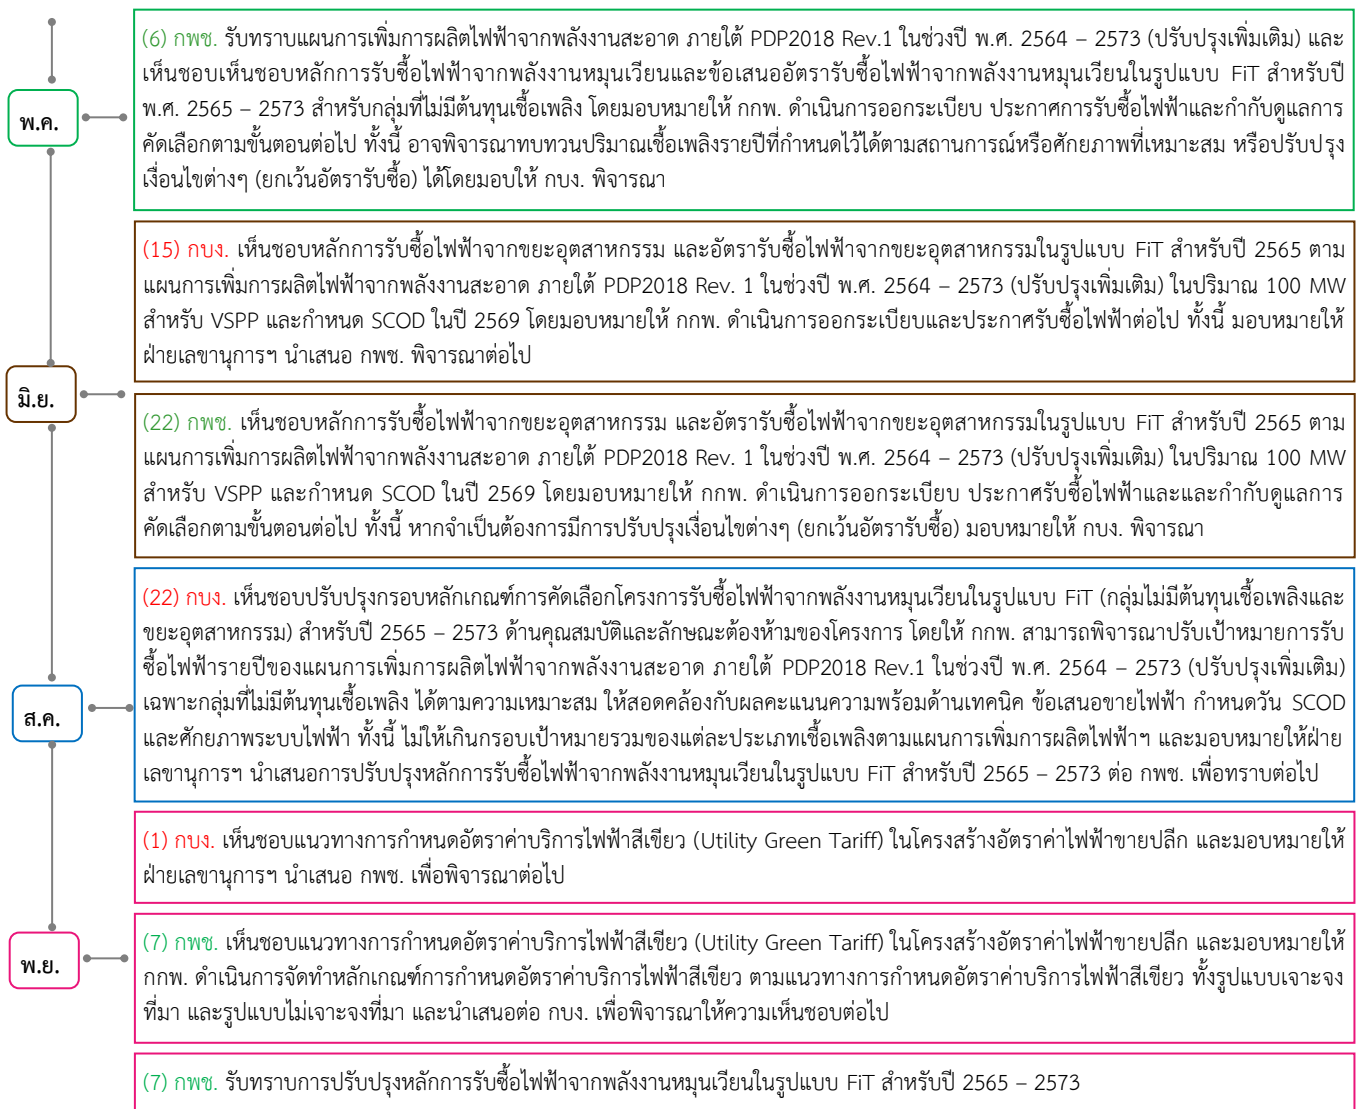 (6) กพช. รับทราบแผนการเพิ่มการผลิตไฟฟ้าจากพลังงานสะอาด ภายใต้ PDP2018 Rev.1 ในช่วงปี พ.ศ. 2564 – 2573 (ปรับปรุงเพิ่มเติม) และ
เห็นชอบเห็นชอบหลักการรับซื้อไฟฟ้าจากพลังงานหมุนเวียนและข้อเสนออัตรารับซื้อไฟฟ้าจากพลังงานหมุนเวียนในรูปแบบ FiT สำหรับปี
พ.ศ. 2565 – 2573 สำหรับกลุ่มที่ไม่มีต้นทุนเชื้อเพลิง โดยมอบหมายให้ กกพ. ดำเนินการออกระเบียบ ประกาศการรับซื้อไฟฟ้าและกำกับดูแลการ
คัดเลือกตามขั้นตอนต่อไป ทั้งนี้ อาจพิจารณาทบทวนปริมาณเชื้อเพลิงรายปีที่กำหนดไว้ได้ตามสถานการณ์หรือศักยภาพที่เหมาะสม หรือปรับปรุง
เงื่อนไขต่างๆ (ยกเว้นอัตรารับซื้อ) ได้โดยมอบให้ กบง. พิจารณา
พ.ค.
(15) กบง. เห็นชอบหลักการรับซื้อไฟฟ้าจากขยะอุตสาหกรรม และอัตรารับซื้อไฟฟ้าจากขยะอุตสาหกรรมในรูปแบบ FiT สำหรับปี 2565 ตาม
แผนการเพิ่มการผลิตไฟฟ้าจากพลังงานสะอาด ภายใต้ PDP2018 Rev. 1 ในช่วงปี พ.ศ. 2564 – 2573 (ปรับปรุงเพิ่มเติม) ในปริมาณ 100 MW
สำหรับ VSPP และกำหนด SCOD ในปี 2569 โดยมอบหมายให้ กกพ. ดำเนินการออกระเบียบและประกาศรับซื้อไฟฟ้าต่อไป ทั้งนี้ มอบหมายให้
ฝ่ายเลขานุการฯ นำเสนอ กพช. พิจารณาต่อไป
มิ.ย.
(22) กพช. เห็นชอบหลักการรับซื้อไฟฟ้าจากขยะอุตสาหกรรม และอัตรารับซื้อไฟฟ้าจากขยะอุตสาหกรรมในรูปแบบ FiT สำหรับปี 2565 ตาม
แผนการเพิ่มการผลิตไฟฟ้าจากพลังงานสะอาด ภายใต้ PDP2018 Rev. 1 ในช่วงปี พ.ศ. 2564 – 2573 (ปรับปรุงเพิ่มเติม) ในปริมาณ 100 MW
สำหรับ VSPP และกำหนด SCOD ในปี 2569 โดยมอบหมายให้ กกพ. ดำเนินการออกระเบียบ ประกาศรับซื้อไฟฟ้าและและกำกับดูแลการ
คัดเลือกตามขั้นตอนต่อไป ทั้งนี้ หากจำเป็นต้องการมีการปรับปรุงเงื่อนไขต่างๆ (ยกเว้นอัตรารับซื้อ) มอบหมายให้ กบง. พิจารณา
(22) กบง. เห็นชอบปรับปรุงกรอบหลักเกณฑ์การคัดเลือกโครงการรับซื้อไฟฟ้าจากพลังงานหมุนเวียนในรูปแบบ FiT (กลุ่มไม่มีต้นทุนเชื้อเพลิงและ
ขยะอุตสาหกรรม) สำหรับปี 2565 – 2573 ด้านคุณสมบัติและลักษณะต้องห้ามของโครงการ โดยให้ กกพ. สามารถพิจารณาปรับเป้าหมายการรับ
ซื้อไฟฟ้ารายปีของแผนการเพิ่มการผลิตไฟฟ้าจากพลังงานสะอาด ภายใต้ PDP2018 Rev.1 ในช่วงปี พ.ศ. 2564 – 2573 (ปรับปรุงเพิ่มเติม)
เฉพาะกลุ่มที่ไม่มีต้นทุนเชื้อเพลิง ได้ตามความเหมาะสม ให้สอดคล้องกับผลคะแนนความพร้อมด้านเทคนิค ข้อเสนอขายไฟฟ้า กำหนดวัน SCOD
และศักยภาพระบบไฟฟ้า ทั้งนี้ ไม่ให้เกินกรอบเป้าหมายรวมของแต่ละประเภทเชื้อเพลิงตามแผนการเพิ่มการผลิตไฟฟ้าฯ และมอบหมายให้ฝ่าย
เลขานุการฯ นำเสนอการปรับปรุงหลักการรับซื้อไฟฟ้าจากพลังงานหมุนเวียนในรูปแบบ FiT สำหรับปี 2565 – 2573 ต่อ กพช. เพื่อทราบต่อไป
ส.ค.
(1) กบง. เห็นชอบแนวทางการกำหนดอัตราค่าบริการไฟฟ้าสีเขียว (Utility Green Tariff) ในโครงสร้างอัตราค่าไฟฟ้าขายปลีก และมอบหมายให้
ฝ่ายเลขานุการฯ นำเสนอ กพช. เพื่อพิจารณาต่อไป
พ.ย.
(7) กพช. เห็นชอบแนวทางการกำหนดอัตราค่าบริการไฟฟ้าสีเขียว (Utility Green Tariff) ในโครงสร้างอัตราค่าไฟฟ้าขายปลีก และมอบหมายให้
กกพ. ดำเนินการจัดทำหลักเกณฑ์การกำหนดอัตราค่าบริการไฟฟ้าสีเขียว ตามแนวทางการกำหนดอัตราค่าบริการไฟฟ้าสีเขียว ทั้งรูปแบบเจาะจง
ที่มา และรูปแบบไม่เจาะจงที่มา และนำเสนอต่อ กบง. เพื่อพิจารณาให้ความเห็นชอบต่อไป
(7) กพช. รับทราบการปรับปรุงหลักการรับซื้อไฟฟ้าจากพลังงานหมุนเวียนในรูปแบบ FiT สำหรับปี 2565 – 2573